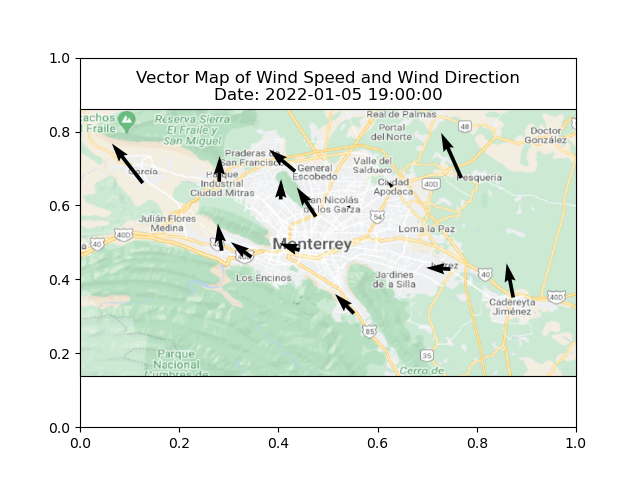 Vector Map of Wind Speed and Wind Direction
Date: 2022-01-05 19:00:00
1.0
0.8
0.6
0.4
0.2
0.0
0.0
0.2
0.4
0.6
0.8
1.0
achos
Fraile
Reserva Sierra
El Fraile y
San Miguel
Real de Palmas
Portal
del Norte
48
Doctor
González
Praderas
San Francisco
General
Escobedo
Valle del
Salduero
García
Parque
Industrial
Ciudad Mitras
Ciudad
Apodaca
40D
Pesquería
San Nicolás
de los Garza
54
Julián Flores
Medina
Loma la Paz
40
40D
Monterrey
Los Encinos
Jardines
de la Silla
Juárez
40
Cadereyta
Jiménez
40D
85
35
Parque
Nacional
Cumbres de
Cerro de